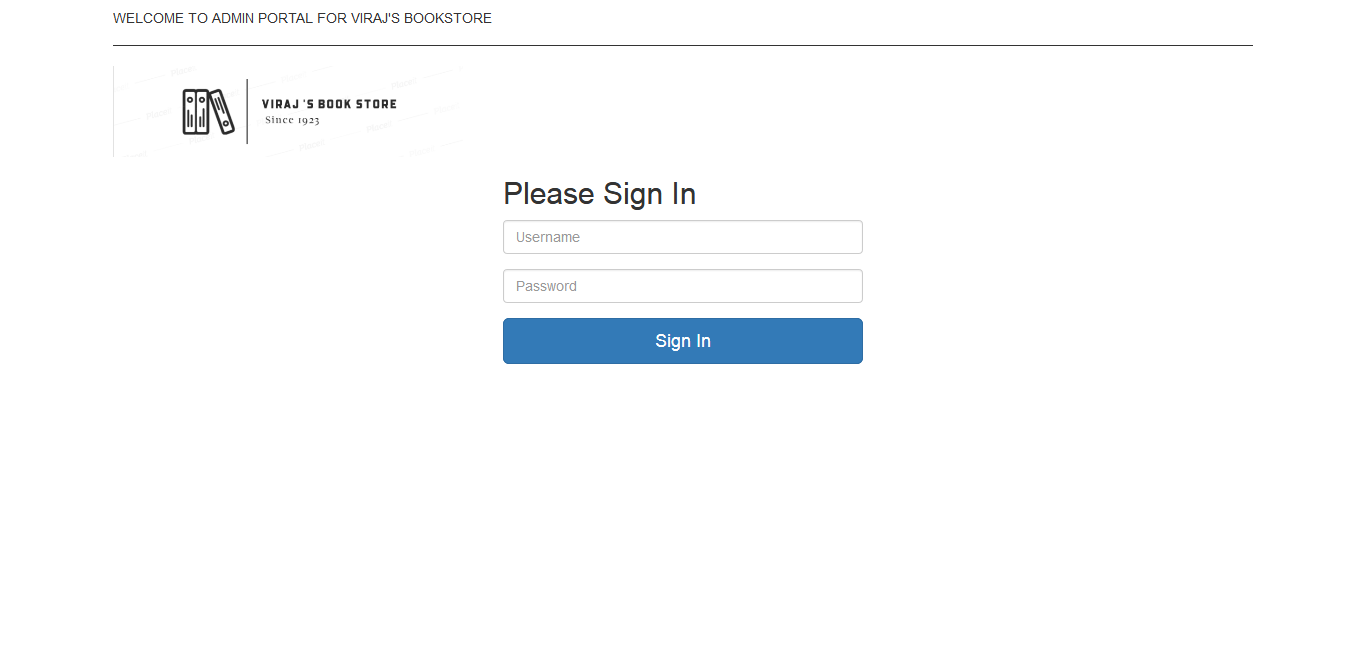 WELCOME TO ADMIN PORTAL FOR VIRAJ'S BOOKSTORE
VIRAJ 'S BOOK STORE
Since 1923
Please Sign In
Username
Password
Sign In